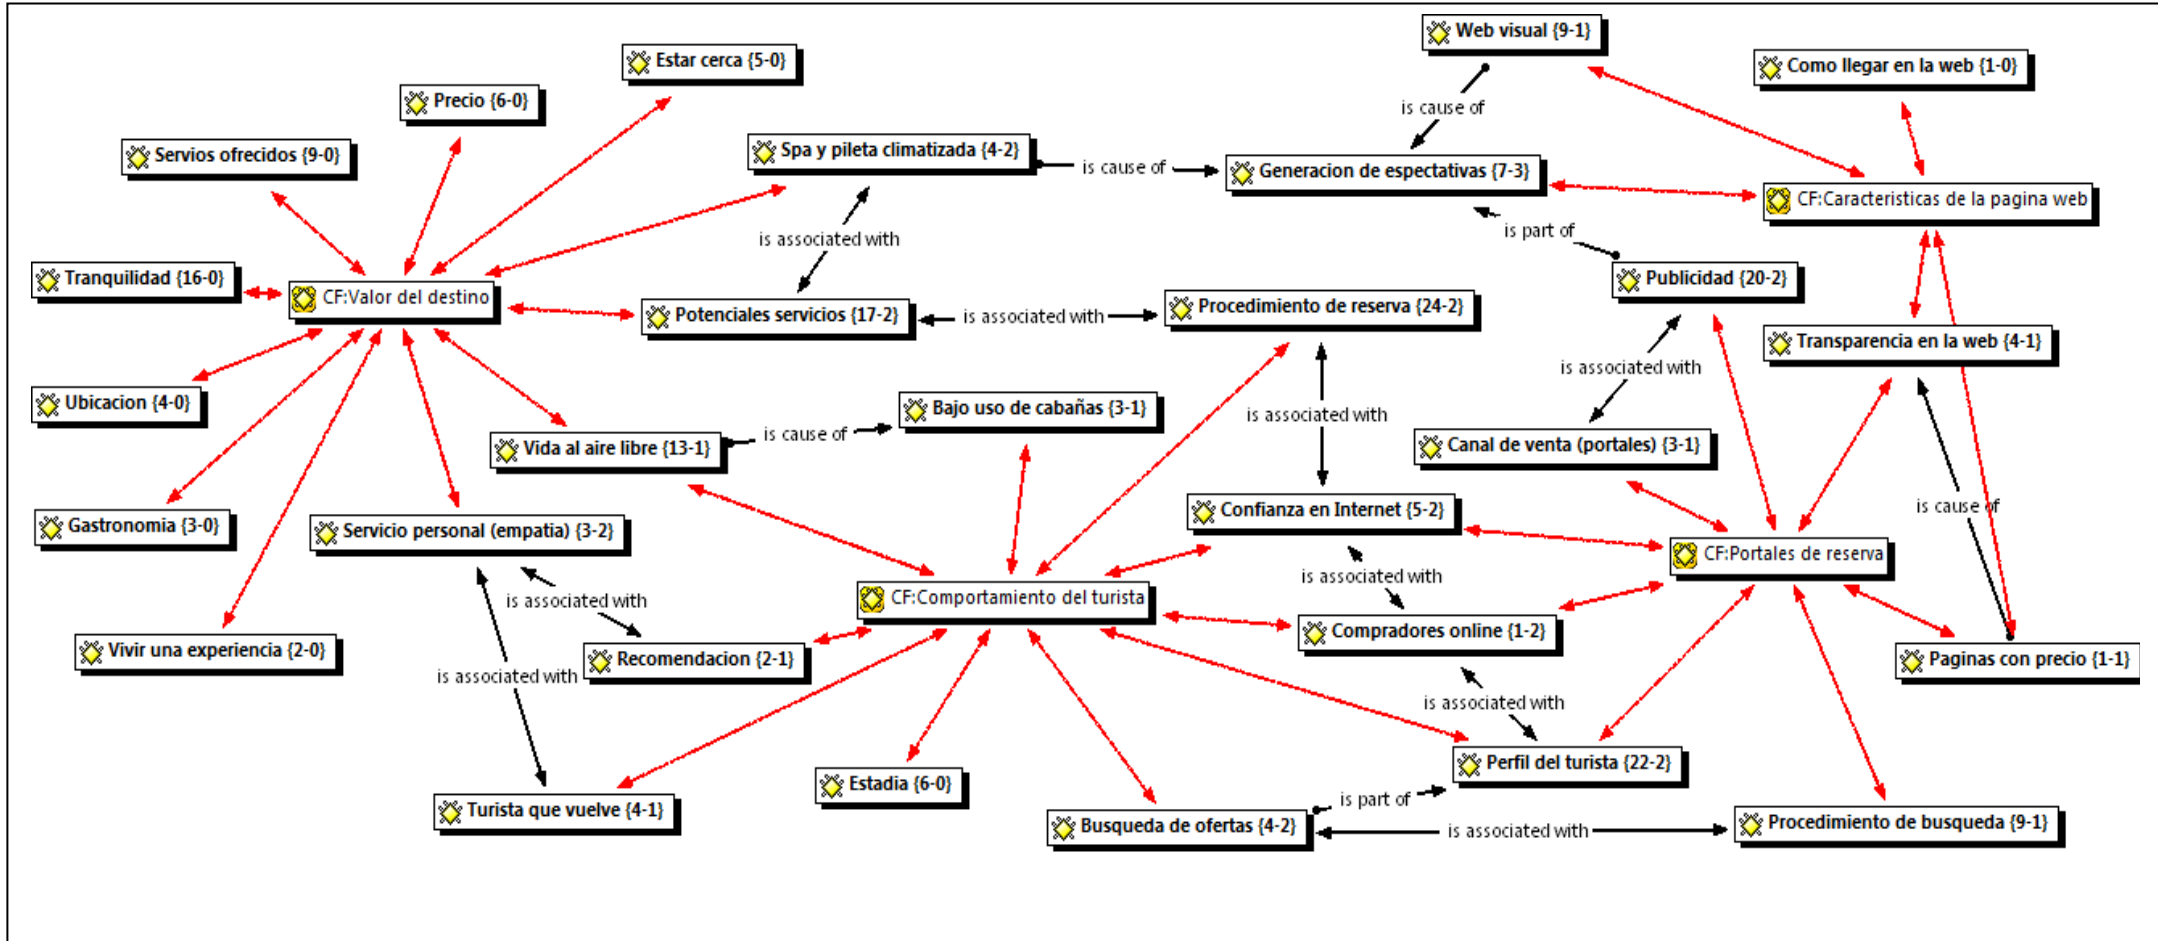 Web visual {9-1}
Estar cerca {5-0}
Como llegar en la web {1-0}
Precio {6-0}
is cause of
Servios ofrecidos {9-0}
Spa y pileta climatizada {4-2}
is cause of
Generacion de espectativas {7-3}
CF:Caracteristicas de la pagina web
is associated with
is part of
Tranquilidad {16-0}
CF:Valor del destino
Publicidad {20-2}
Potenciales servicios {17-2}
is associated with
Procedimiento de reserva {24-2}
Transparencia en la web {4-1}
is associated with
Ubicacion {4-0}
Bajo uso de cabañas {3-1}
is associated with
is cause of
Vida al aire libre {13-1}
Canal de venta (portales) {3-1}
Gastronomia {3-0}
Servicio personal (empatia) {3-2}
Confianza en Internet {5-2}
is cause of
CF:Portales de reserva
is associated with
is associated with
CF:Comportamiento del turista
Compradores online {1-2}
Vivir una experiencia {2-0}
Recomendacion {2-1}
Paginas con precio {1-1}
is associated with
is associated with
Perfil del turista {22-2}
Estadia {6-0}
is part of
Turista que vuelve {4-1}
Busqueda de ofertas {4-2}
is associated with
Procedimiento de busqueda {9-1}